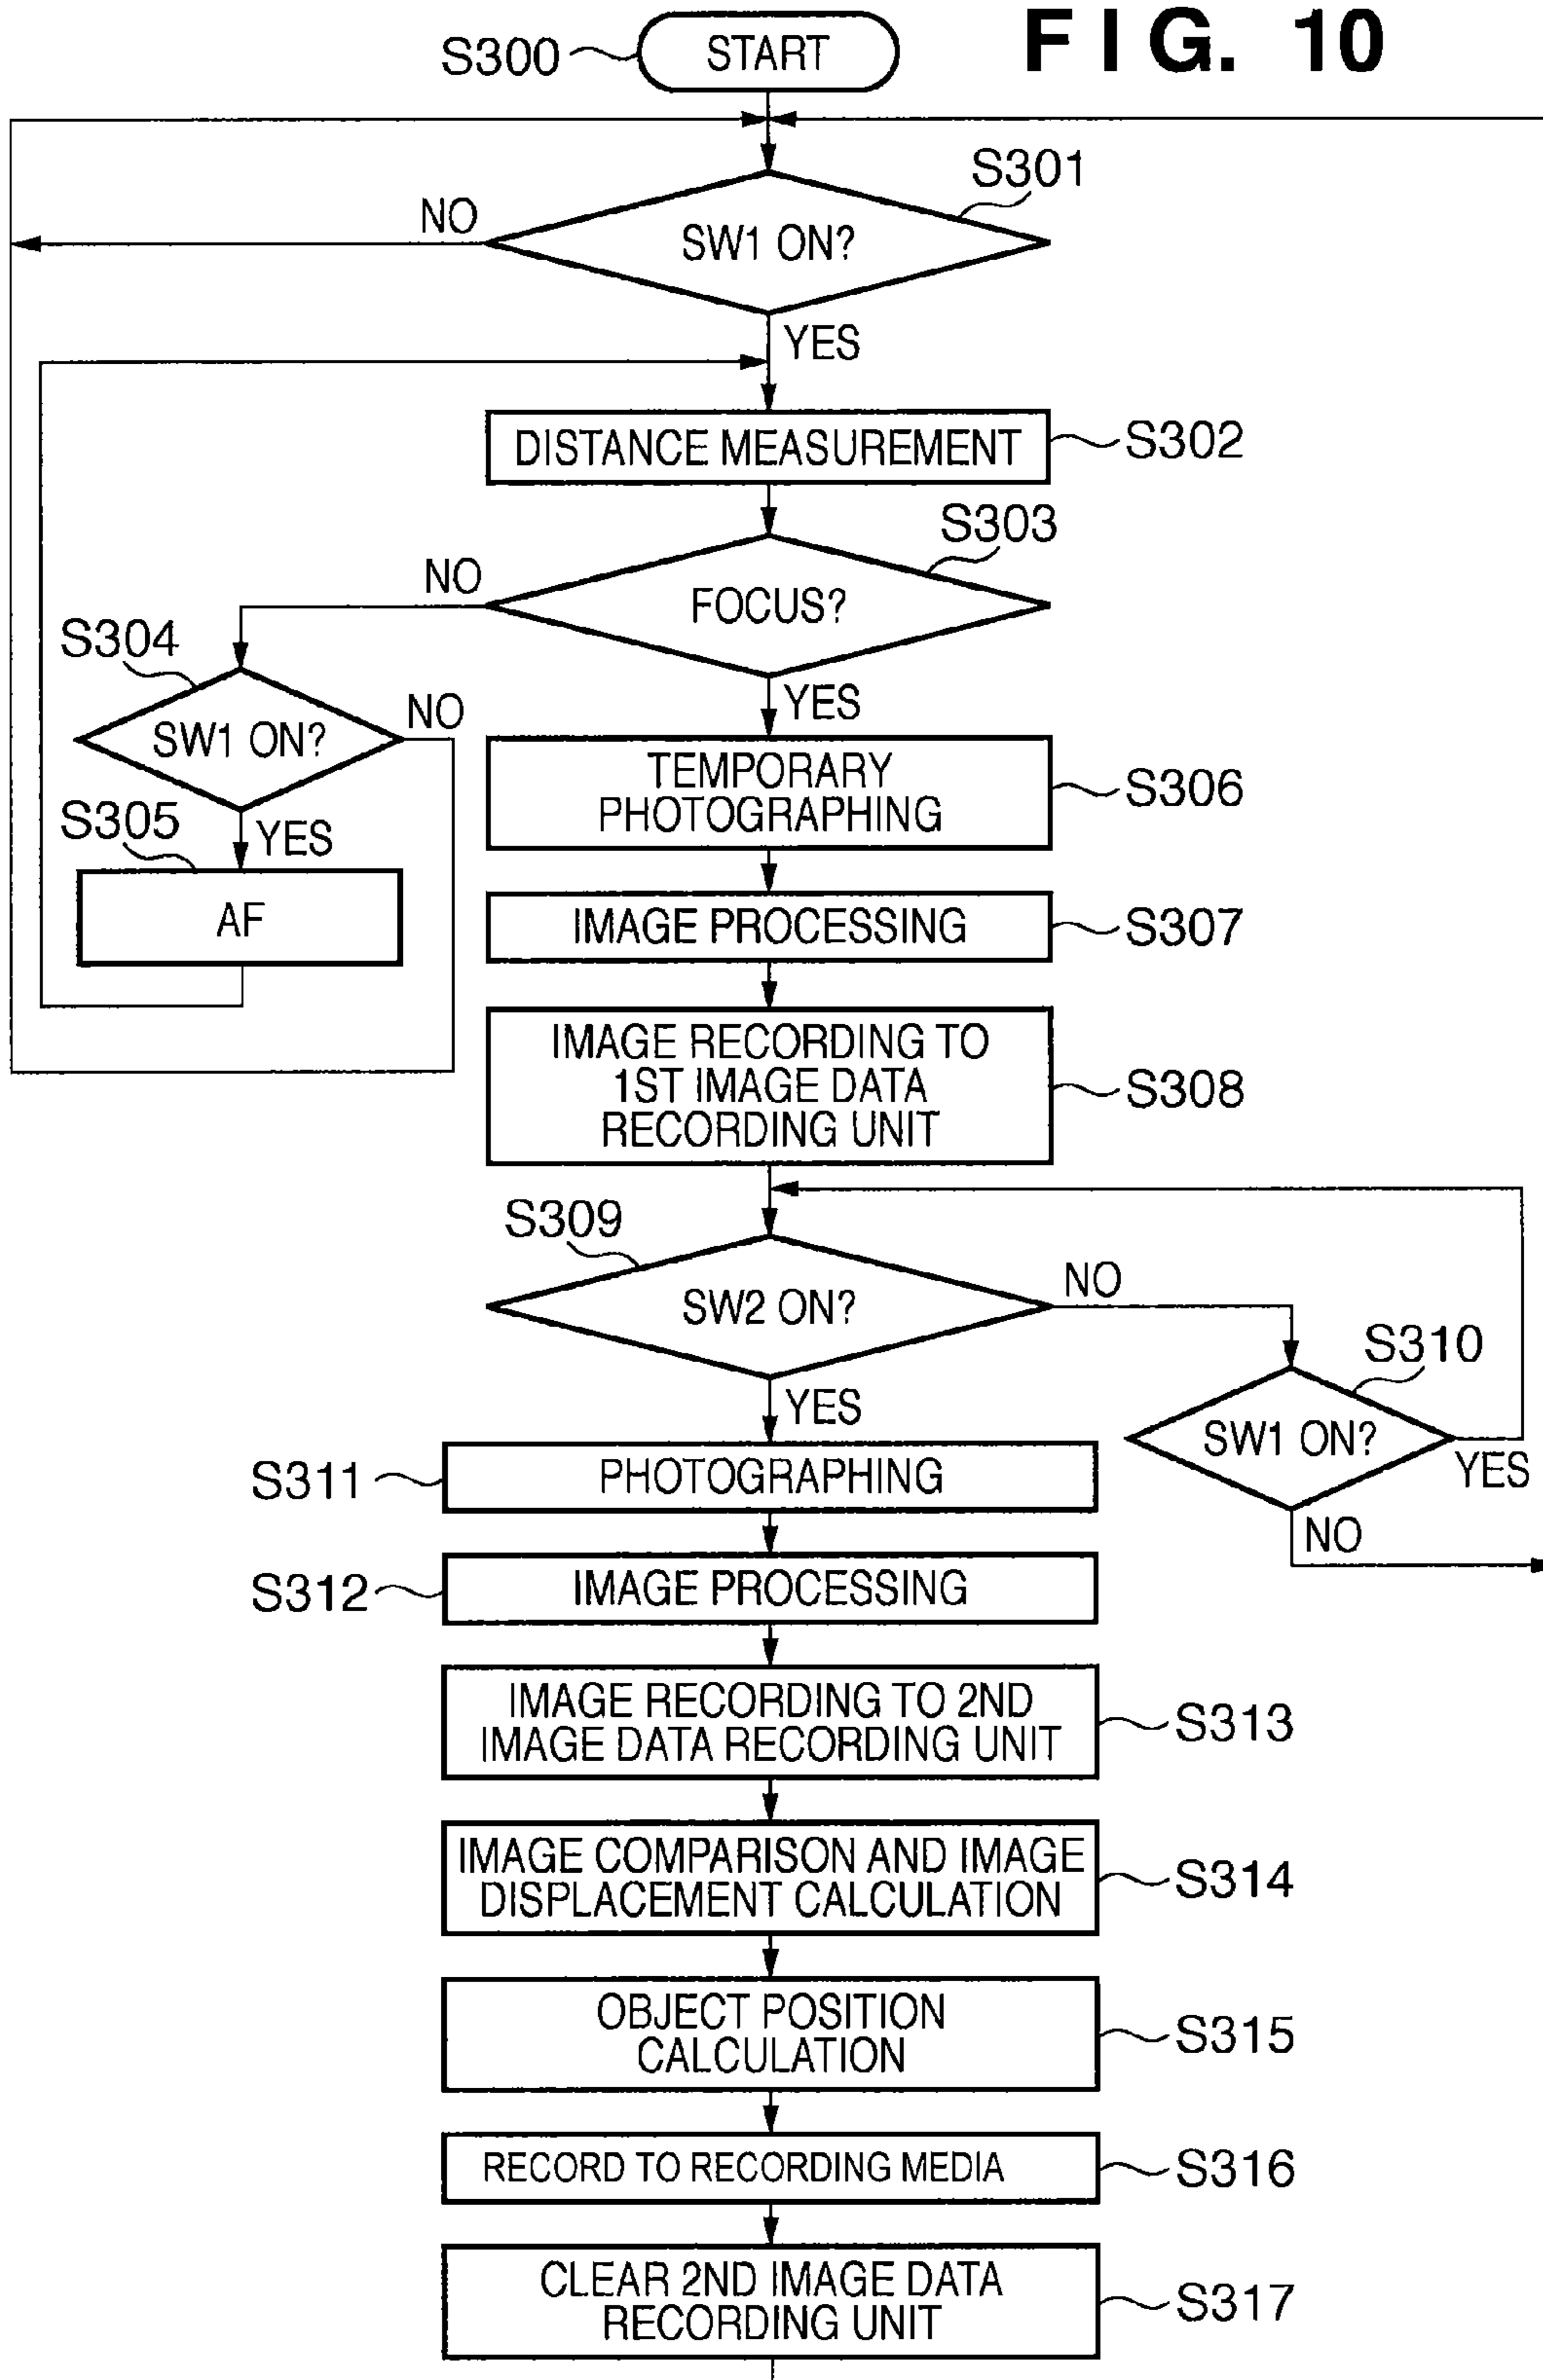 FIG. 10
S300
START
S301
NO
SW1 ON?
YES
DISTANCE MEASUREMENT
S302
S303
NO
FOCUS?
S304
YES
SW1 ON?
NO
TEMPORARY
PHOTOGRAPHING
S306
S305
YES
AF
IMAGE PROCESSING
S307
IMAGE RECORDING TO
1ST IMAGE DATA
RECORDING UNIT
S308
S309
SW2 ON?
NO
S310
YES
SW1 ON?
YES
NO
S311
PHOTOGRAPHING
S312
IMAGE PROCESSING
IMAGE RECORDING TO 2ND
IMAGE DATA RECORDING UNIT
S313
IMAGE COMPARISON AND IMAGE
DISPLACEMENT CALCULATION
S314
OBJECT POSITION
CALCULATION
S315
RECORD TO RECORDING MEDIA
S316
CLEAR 2ND IMAGE DATA
RECORDING UNIT
S317